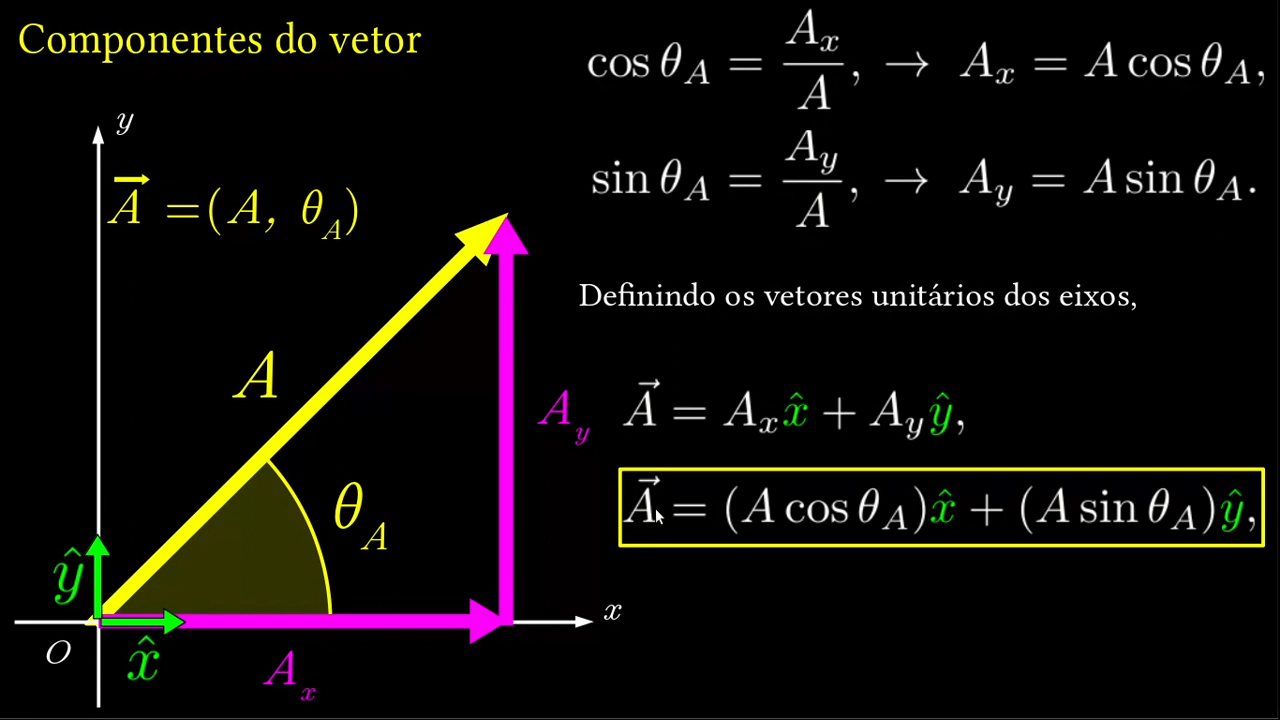 Componentes do vetor
cos θ_A = A_x / A, → A_x = A cos θ_A,
sin θ_A = A_y / A, → A_y = A sin θ_A.
y
A⃗ =(A, θ_A)
Definindo os vetores unitários dos eixos,
A
A_y
A⃗ = A_x x̂ + A_y ŷ,
θ_A
A⃗ = (A cos θ_A)x̂ + (A sin θ_A)ŷ,
ŷ
x
O
x̂
A_x